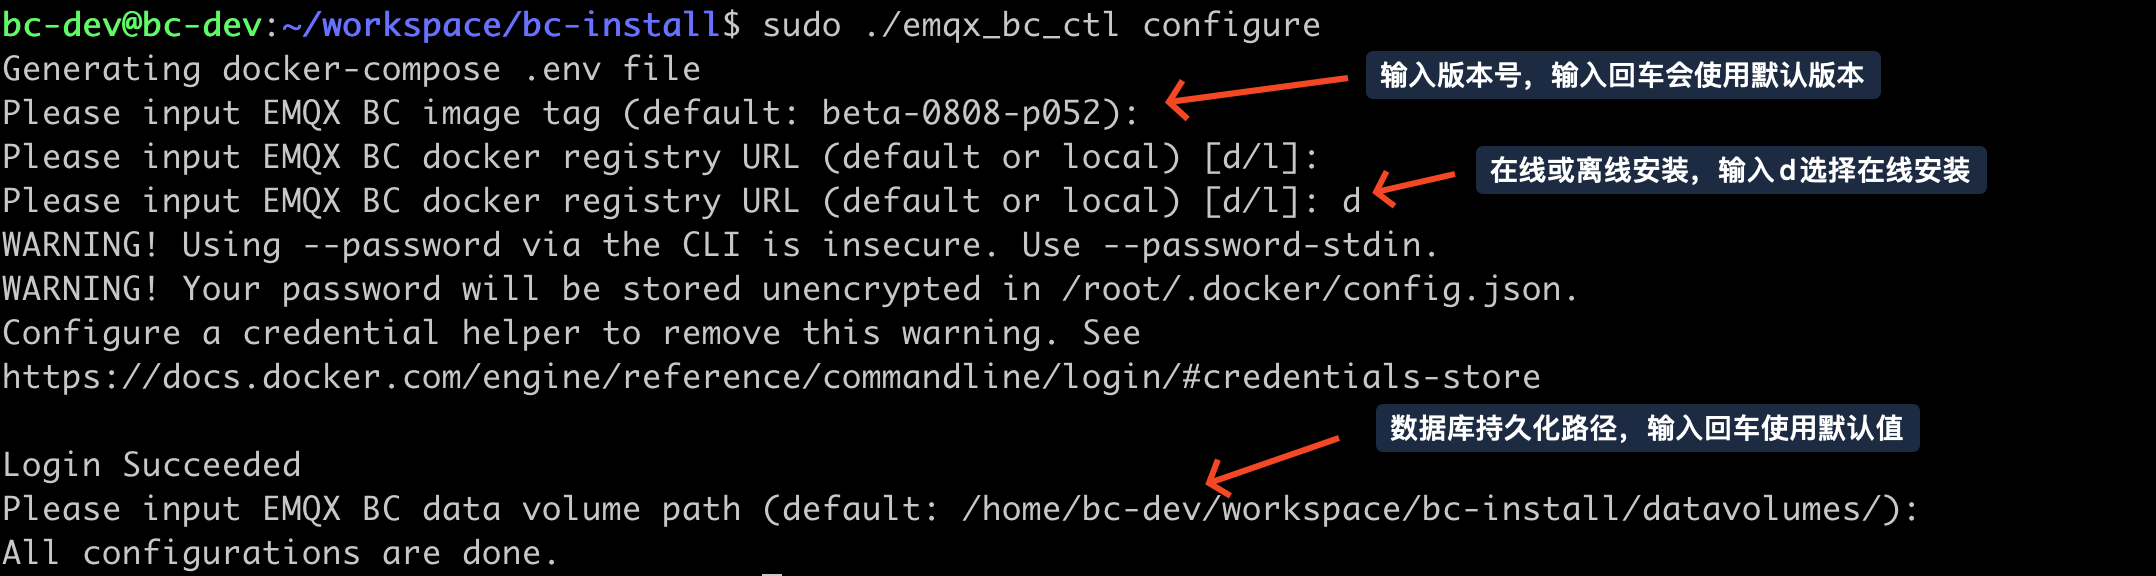 bc-dev@bc-dev:~/workspace/bc-install$ sudo ./emqx_bc_ctl configure
Generating docker-compose .env file
输入版本号，输入回车会使用默认版本
Please input EMQX BC image tag (default: beta-0808-p052):
Please input EMQX BC docker registry URL (default or local) [d/l]:
在线或离线安装，输入d选择在线安装
Please input EMQX BC docker registry URL (default or local) [d/l]: d
WARNING! Using --password via the CLI is insecure. Use --password-stdin.
WARNING! Your password will be stored unencrypted in /root/.docker/config.json.
Configure a credential helper to remove this warning. See
https://docs.docker.com/engine/reference/commandline/login/#credentials-store
数据库持久化路径，输入回车使用默认值
Login Succeeded
Please input EMQX BC data volume path (default: /home/bc-dev/workspace/bc-install/datavolumes/):
All configurations are done.